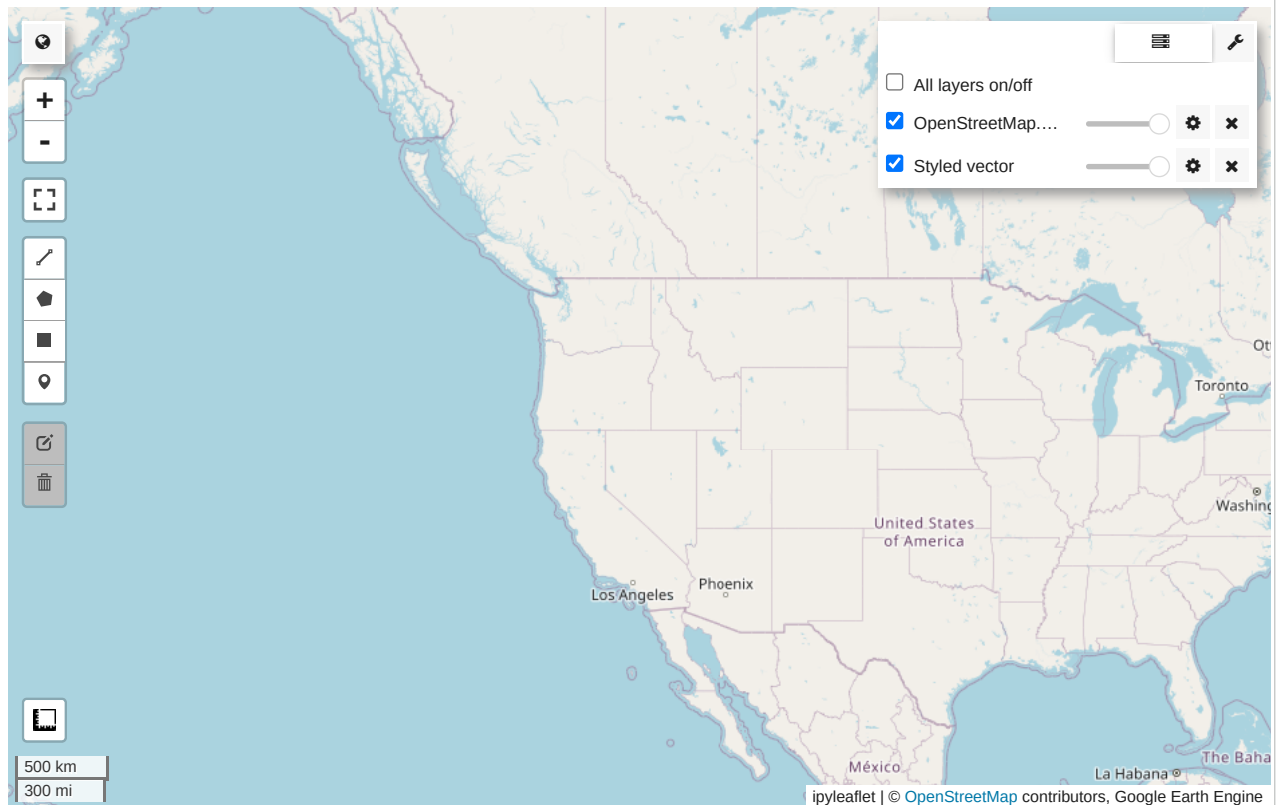 All layers on/off
OpenStreetMap.…
Styled vector
+
-
Ot
Toronto
Washing
United States
of America
Los Angeles
Phoenix
México
La Habana
The Baha
500 km
300 mi
ipyleaflet | © OpenStreetMap contributors, Google Earth Engine